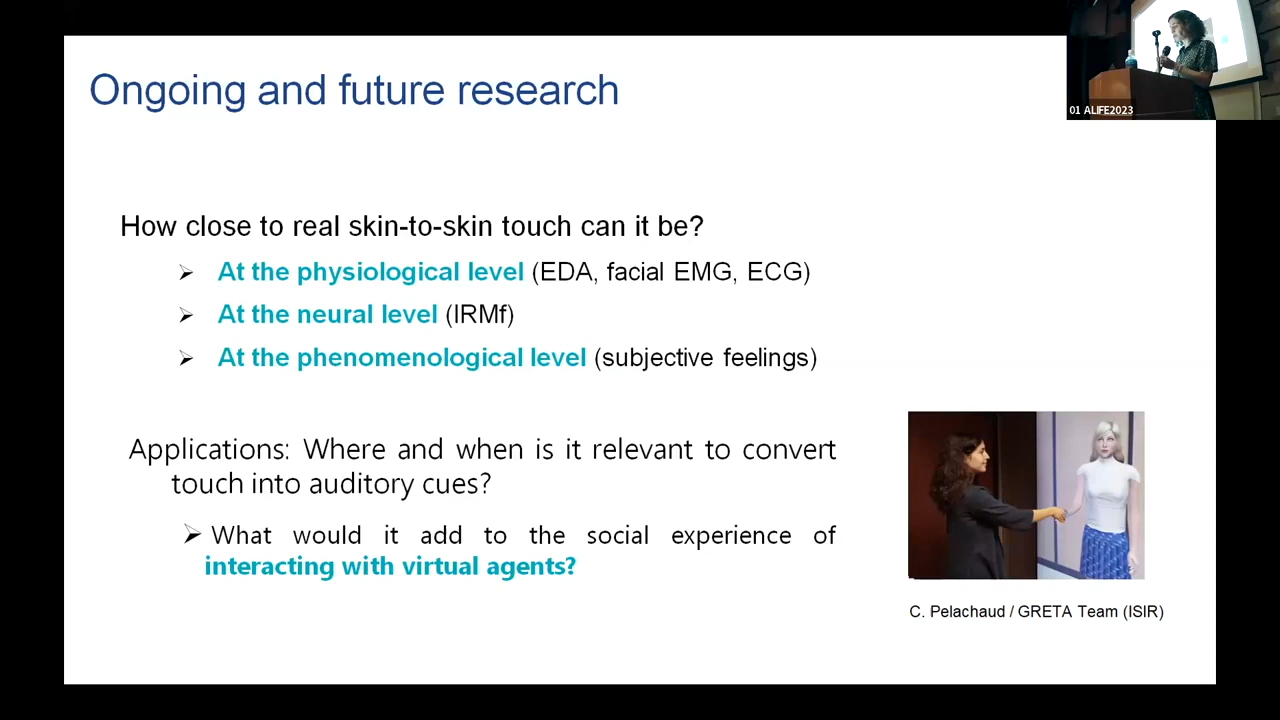 Ongoing and future research
01 ALIFE2023
How close to real skin-to-skin touch can it be?
➢ At the physiological level (EDA, facial EMG, ECG)
➢ At the neural level (IRMf)
➢ At the phenomenological level (subjective feelings)
Applications: Where and when is it relevant to convert
touch into auditory cues?
➢ What would it add to the social experience of
interacting with virtual agents?
C. Pelachaud / GRETA Team (ISIR)